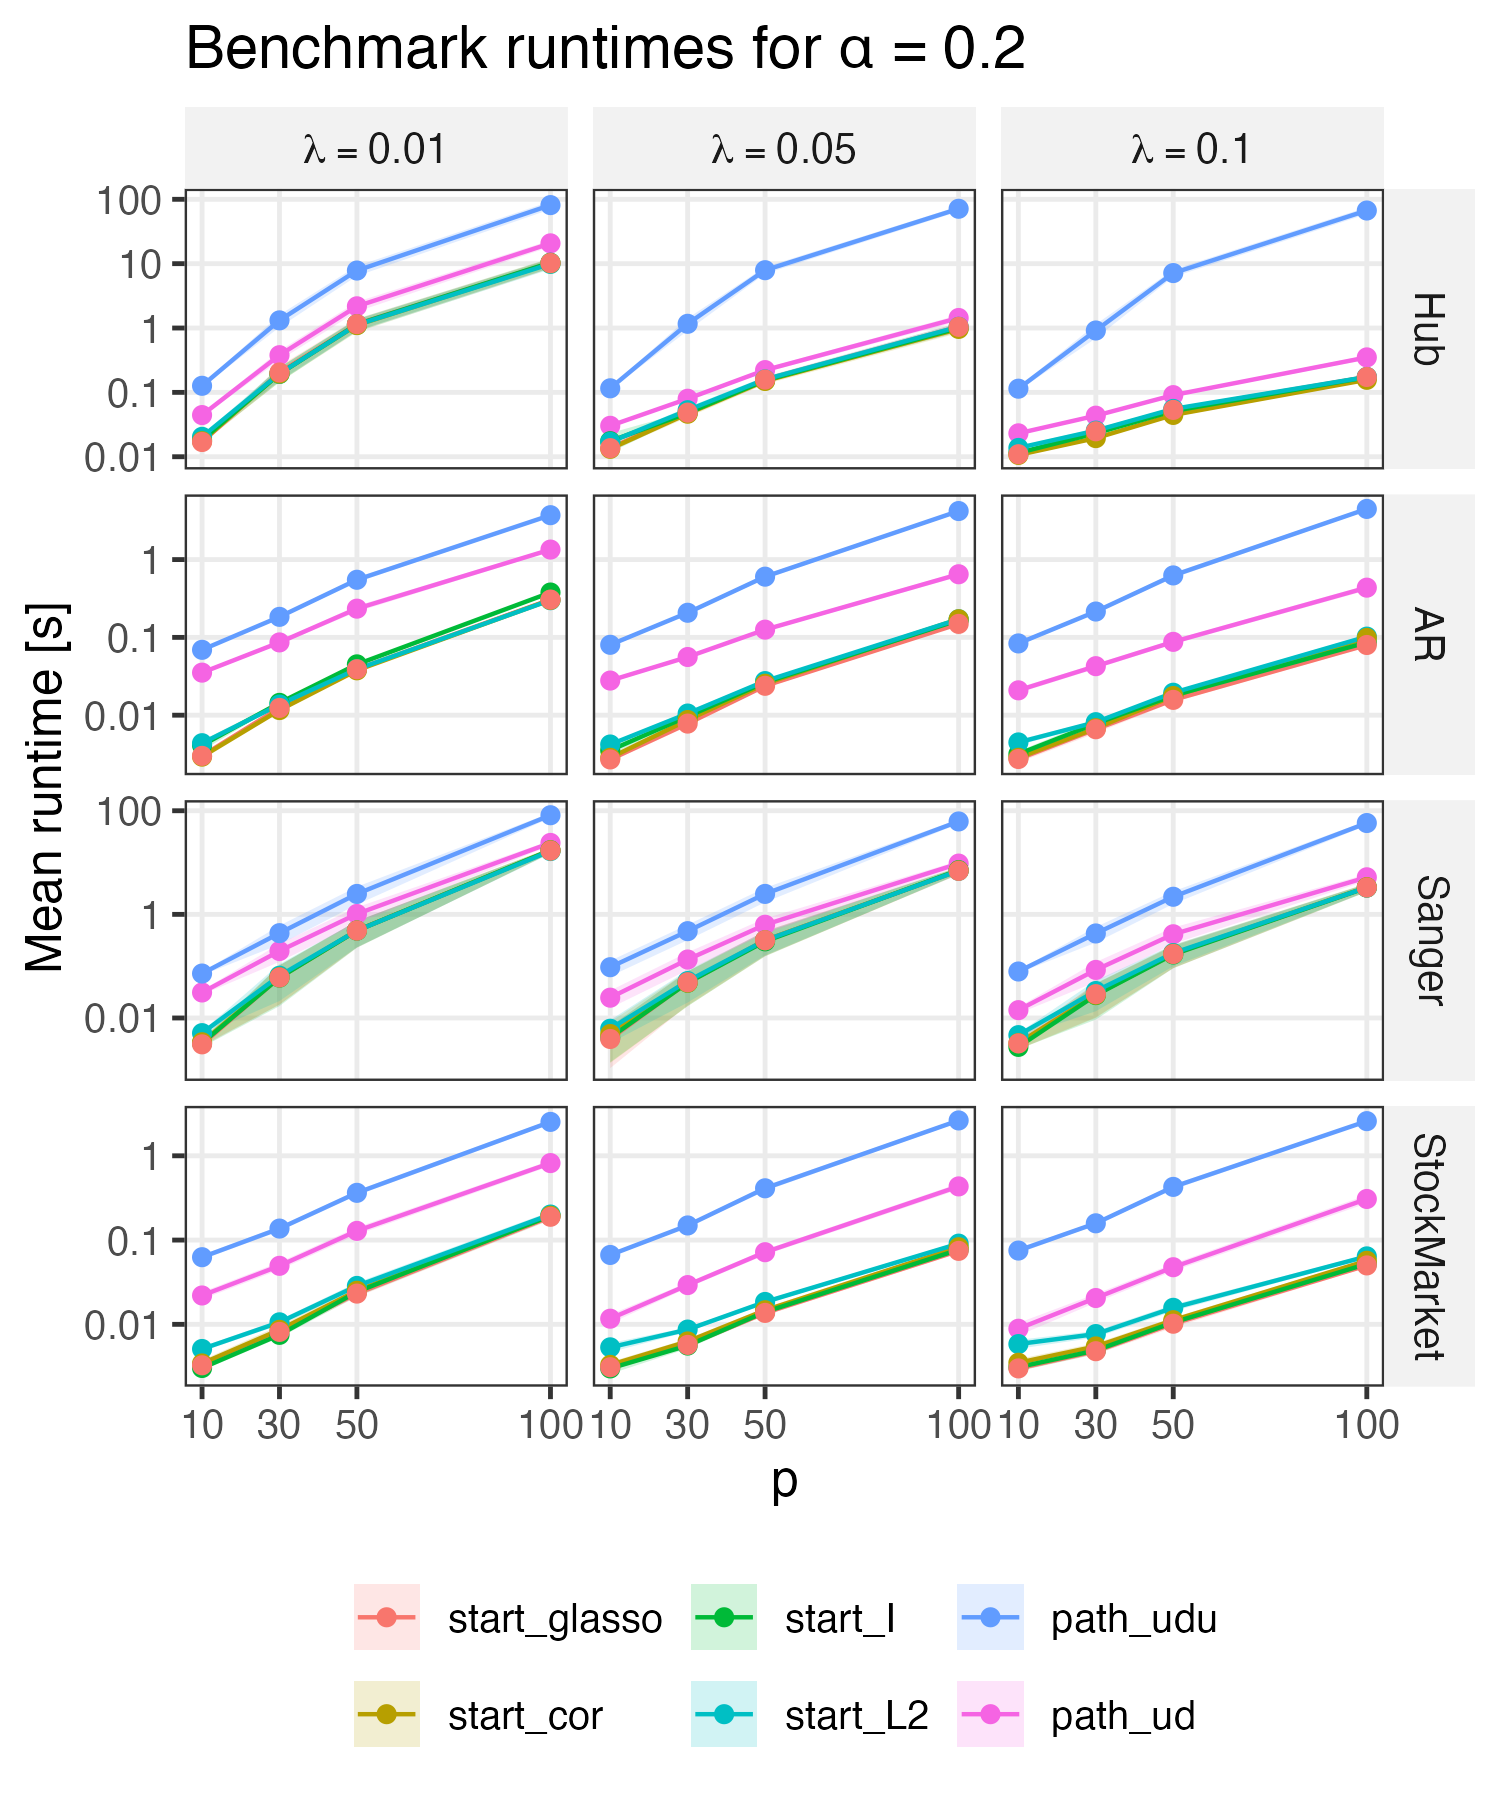 Benchmark runtimes for α = 0.2
λ = 0.01
λ = 0.05
λ = 0.1
100
10
1
0.1
0.01
Hub
1
0.1
0.01
AR
100
1
0.01
Sanger
1
0.1
0.01
StockMarket
Mean runtime [s]
10 30 50 100
10 30 50 100
10 30 50 100
p
start_glasso
start_I
path_udu
start_cor
start_L2
path_ud